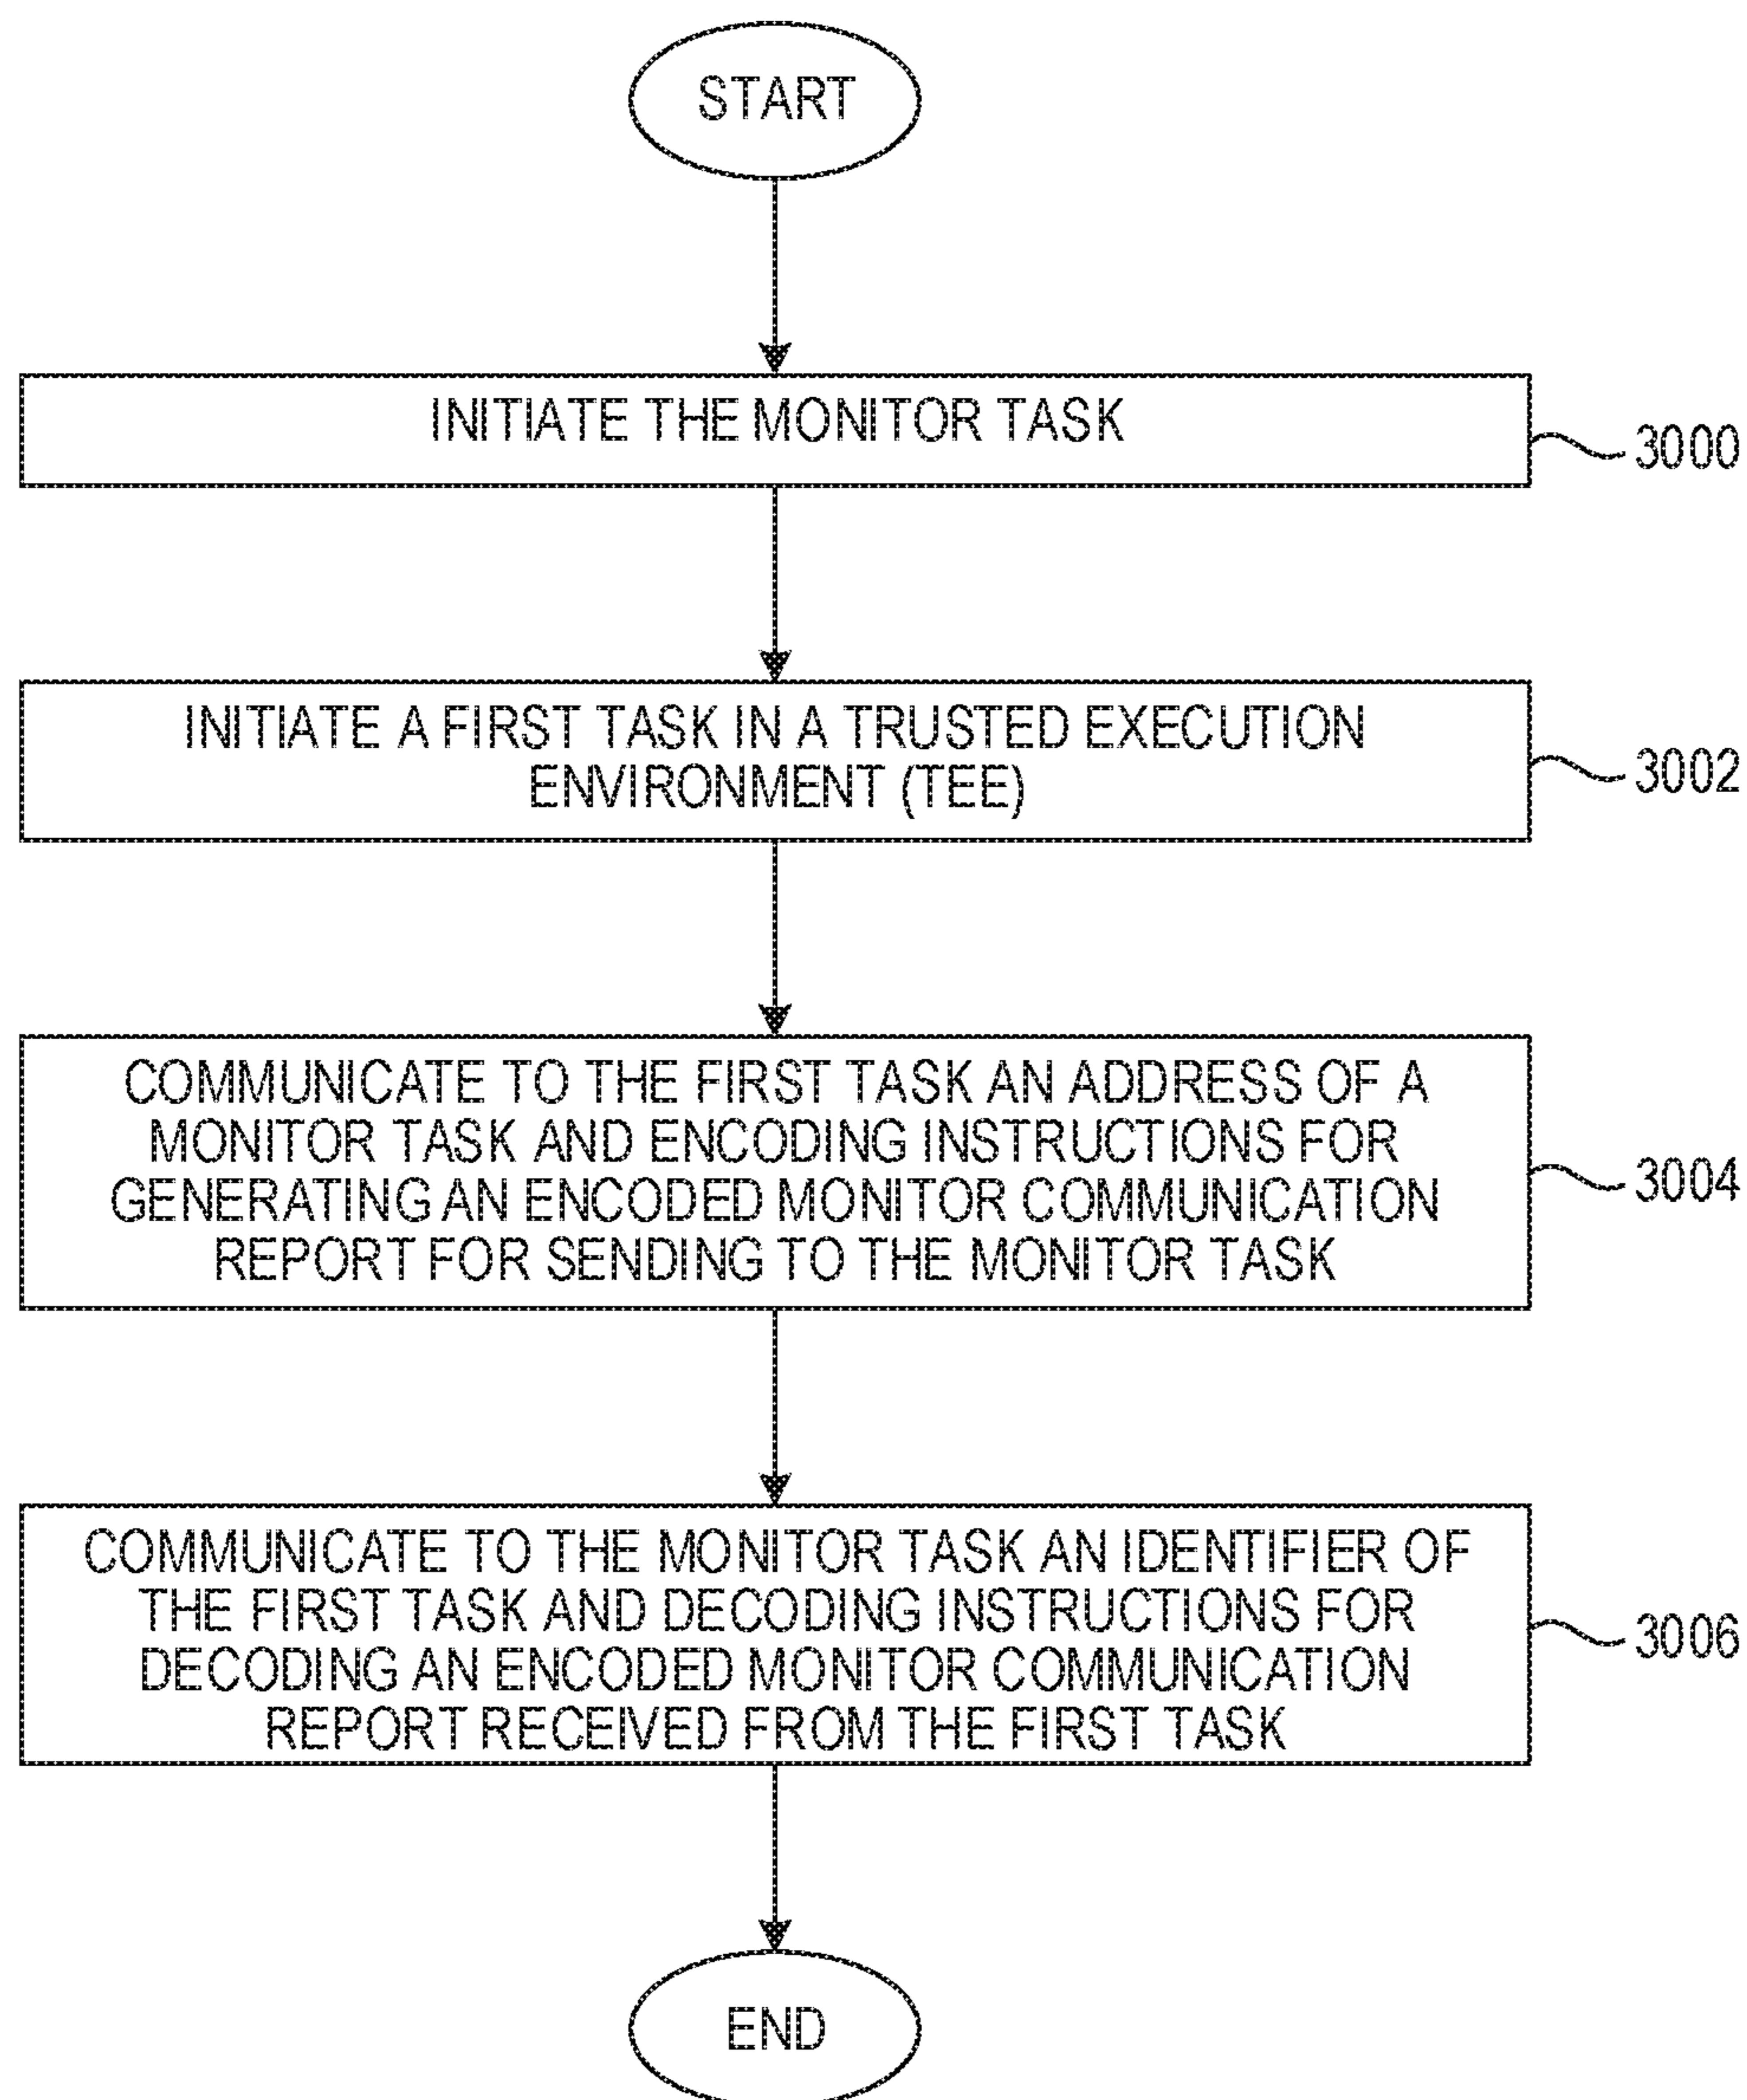 START
INITIATE THE MONITOR TASK
3000
INITIATE A FIRST TASK IN A TRUSTED EXECUTION
ENVIRONMENT (TEE)
3002
COMMUNICATE TO THE FIRST TASK AN ADDRESS OF A
MONITOR TASK AND ENCODING INSTRUCTIONS FOR
GENERATING AN ENCODED MONITOR COMMUNICATION
REPORT FOR SENDING TO THE MONITOR TASK
3004
COMMUNICATE TO THE MONITOR TASK AN IDENTIFIER OF
THE FIRST TASK AND DECODING INSTRUCTIONS FOR
DECODING AN ENCODED MONITOR COMMUNICATION
REPORT RECEIVED FROM THE FIRST TASK
3006
END